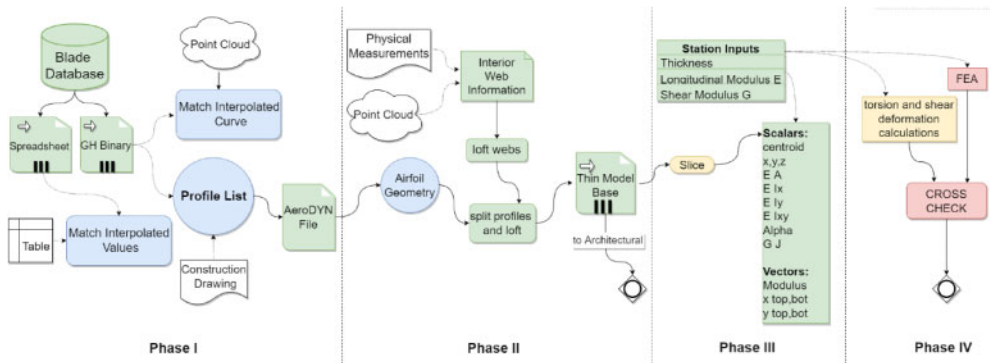 Blade
Database
Point Cloud
Spreadsheet
GH Binary
Match Interpolated
Curve
Profile List
Table
Match Interpolated
Values
Construction
Drawing
AeroDYN
File
Phase I
Physical
Measurements
Point Cloud
Interior
Web
Information
loft webs
Airfoil
Geometry
split profiles
and loft
Thin Model
Base
to Architectural
Phase II
Station Inputs
Thickness
Longitudinal Modulus E
Shear Modulus G
Slice
Scalars:
centroid
x,y,z
E A
E Ix
E Iy
E Ixy
Alpha
G J
Vectors:
Modulus
x top,bot
y top,bot
Phase III
FEA
torsion and shear
deformation
calculations
CROSS
CHECK
Phase IV